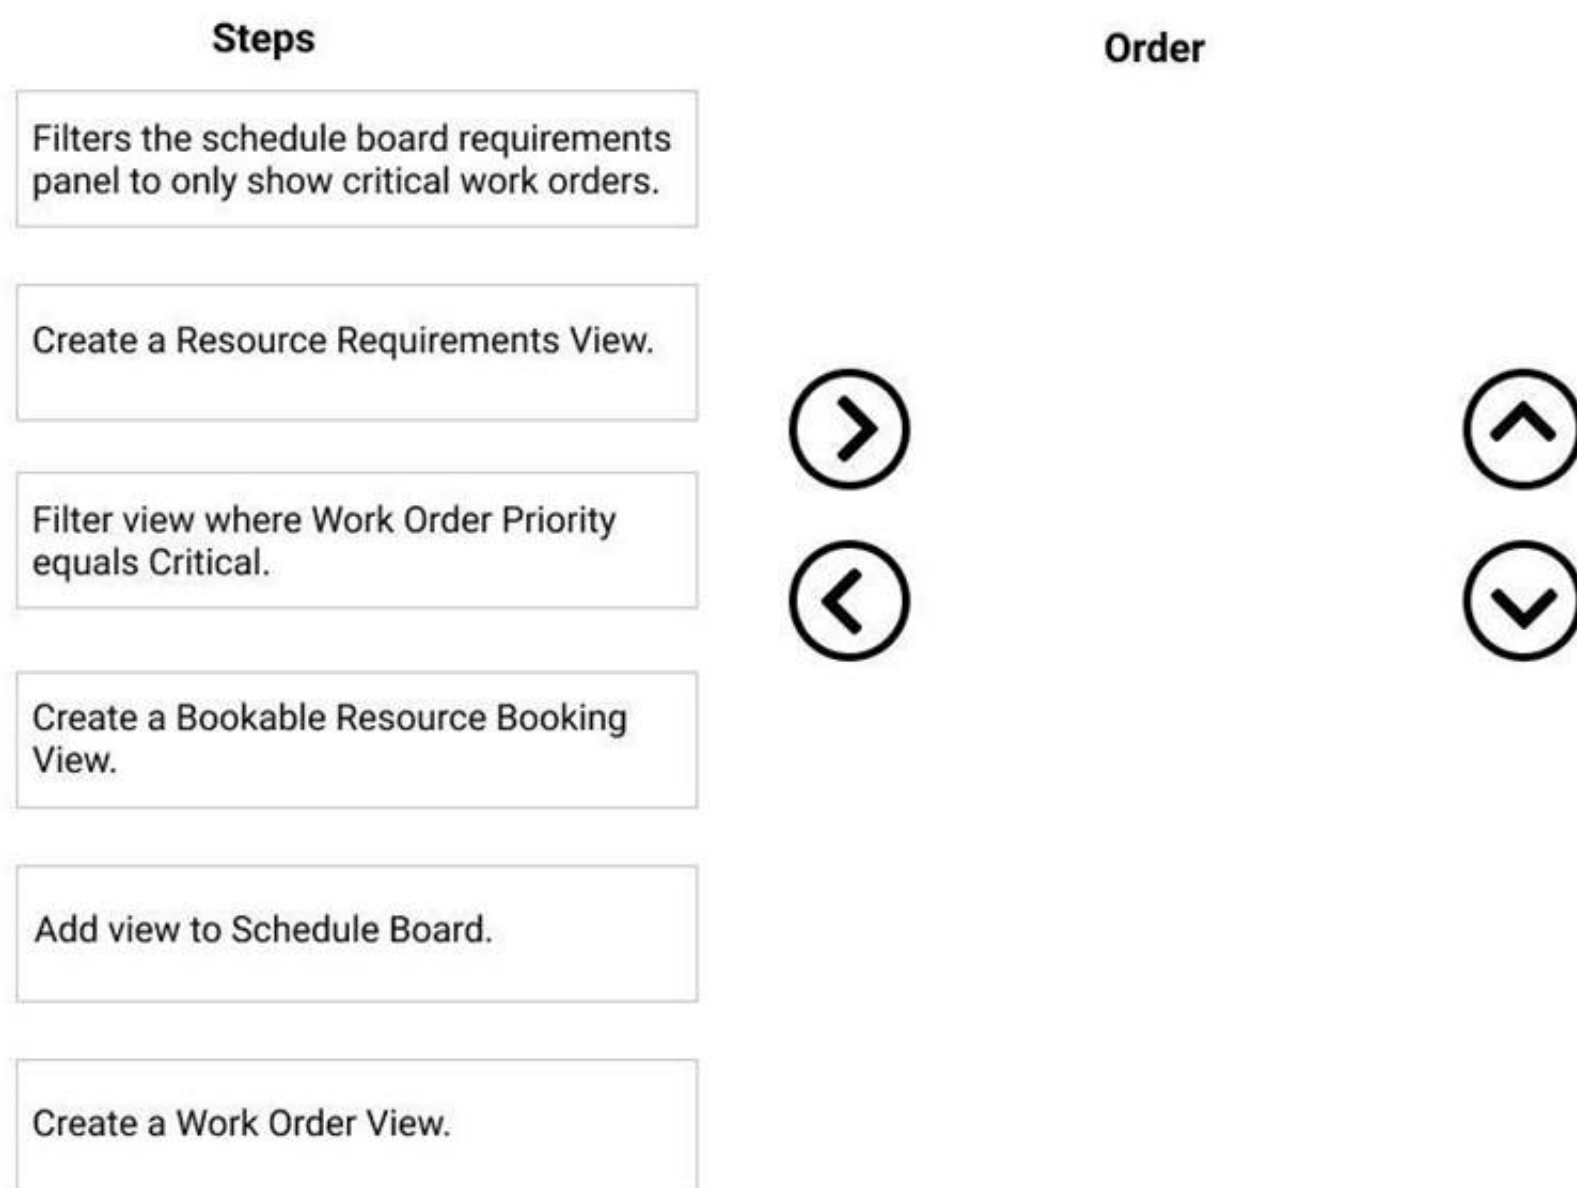 Steps
Order
Filters the schedule board requirements
panel to only show critical work orders.
Create a Resource Requirements View.
Filter view where Work Order Priority
equals Critical.
Create a Bookable Resource Booking
View.
Add view to Schedule Board.
Create a Work Order View.